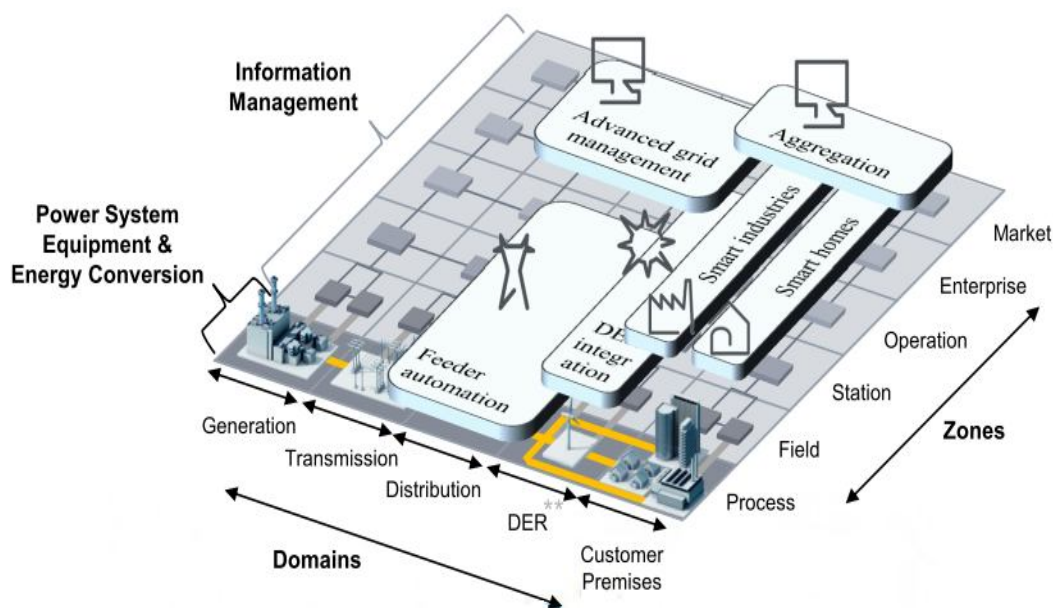 Information
Management
Power System
Equipment &
Energy Conversion
Advanced grid
management
Aggregation
Smart industries
Smart homes
Feeder
automation
integr
ation
Market
Enterprise
Operation
Station
Field
Process
Zones
Generation
Transmission
Distribution
DER**
Customer
Premises
Domains